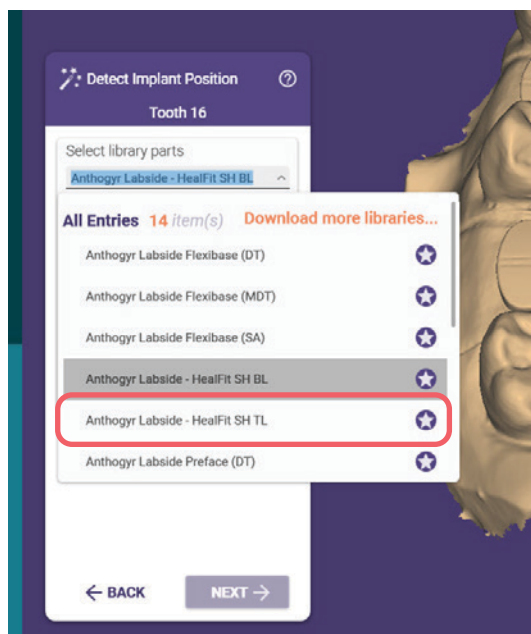 Detect Implant Position
Tooth 16
Select library parts
Anthogyr Labside - HealFit SH BL
All Entries 14 item(s) Download more libraries...
Anthogyr Labside Flexibase (DT)
Anthogyr Labside Flexibase (MDT)
Anthogyr Labside Flexibase (SA)
Anthogyr Labside - HealFit SH BL
Anthogyr Labside - HealFit SH TL
Anthogyr Labside Preface (DT)
BACK NEXT